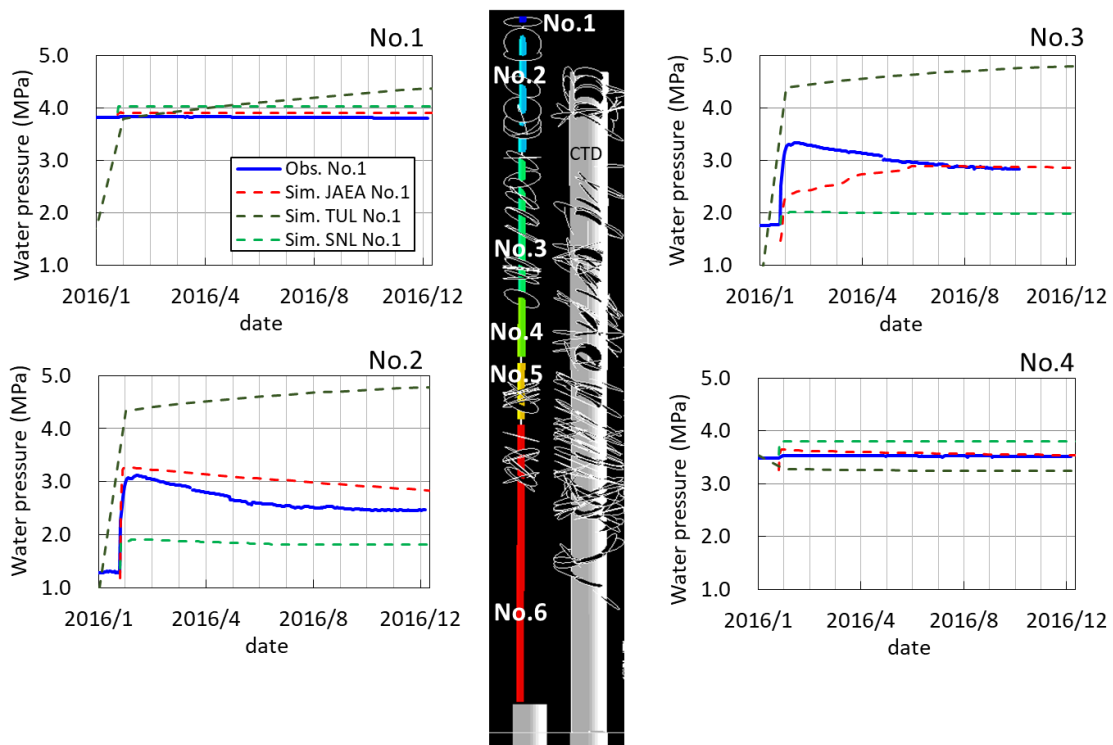 No.1
Water pressure (MPa)
5.0
4.0
3.0
2.0
1.0
Obs. No.1
Sim. JAEA No.1
Sim. TUL No.1
Sim. SNL No.1
2016/1 2016/4 2016/8 2016/12
date
No.2
Water pressure (MPa)
5.0
4.0
3.0
2.0
1.0
2016/1 2016/4 2016/8 2016/12
date
No.1
No.2
CTD
No.3
No.4
No.5
No.6
No.3
Water pressure (MPa)
5.0
4.0
3.0
2.0
1.0
2016/1 2016/4 2016/8 2016/12
date
No.4
Water pressure (MPa)
5.0
4.0
3.0
2.0
1.0
2016/1 2016/4 2016/8 2016/12
date